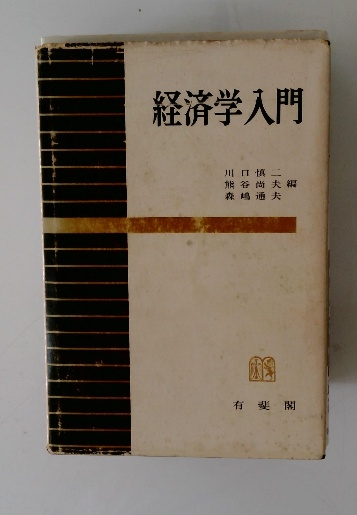 経済学入門
川口慎二
熊谷尚夫編
森嶋通夫
有斐閣